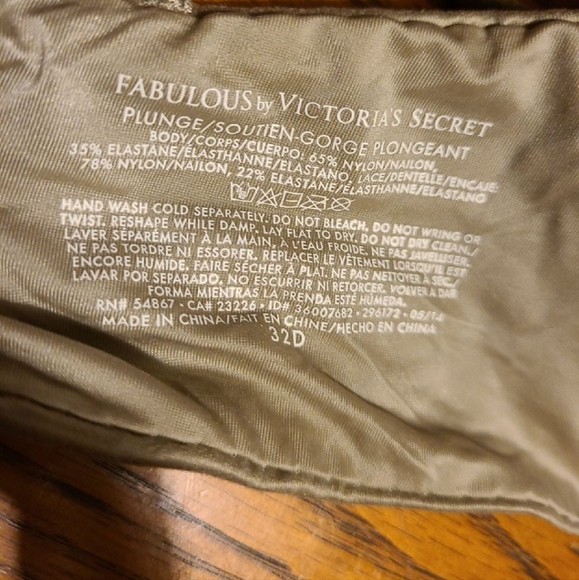 FABULOUS by VICTORIA'S SECRET
PLUNGE/SOUTIEN-GORGE PLONGEANT
BODY/CORPS/CUERPO: 65% NYLON/NAILON,
35% ELASTANE/ÉLASTHANNE/ELASTANO, LACE/DENTELLE/ENCAJE:
78% NYLON/NAILON, 22% ELASTANE/ÉLASTHANNE/ELASTANO
HAND WASH COLD SEPARATELY. DO NOT BLEACH. DO NOT WRING OR
TWIST. RESHAPE WHILE DAMP. LAY FLAT TO DRY. DO NOT DRY CLEAN./
LAVER SÉPARÉMENT À LA MAIN, À L'EAU FROIDE. NE PAS JAVELLISER.
NE PAS TORDRE NI ESSORER. REPLACER LE VÊTEMENT LORSQU'IL EST
ENCORE HUMIDE. FAIRE SÉCHER À PLAT. NE PAS NETTOYER À SEC./
LAVAR POR SEPARADO. NO ESCURRIR NI RETORCER. VOLVER A DAR
FORMA MIENTRAS LA PRENDA ESTÉ HÚMEDA.
RN# 54867 • CA# 23226 • ID# 36007682 • 296172 • 05/14
MADE IN CHINA/FAIT EN CHINE/HECHO EN CHINA
32D